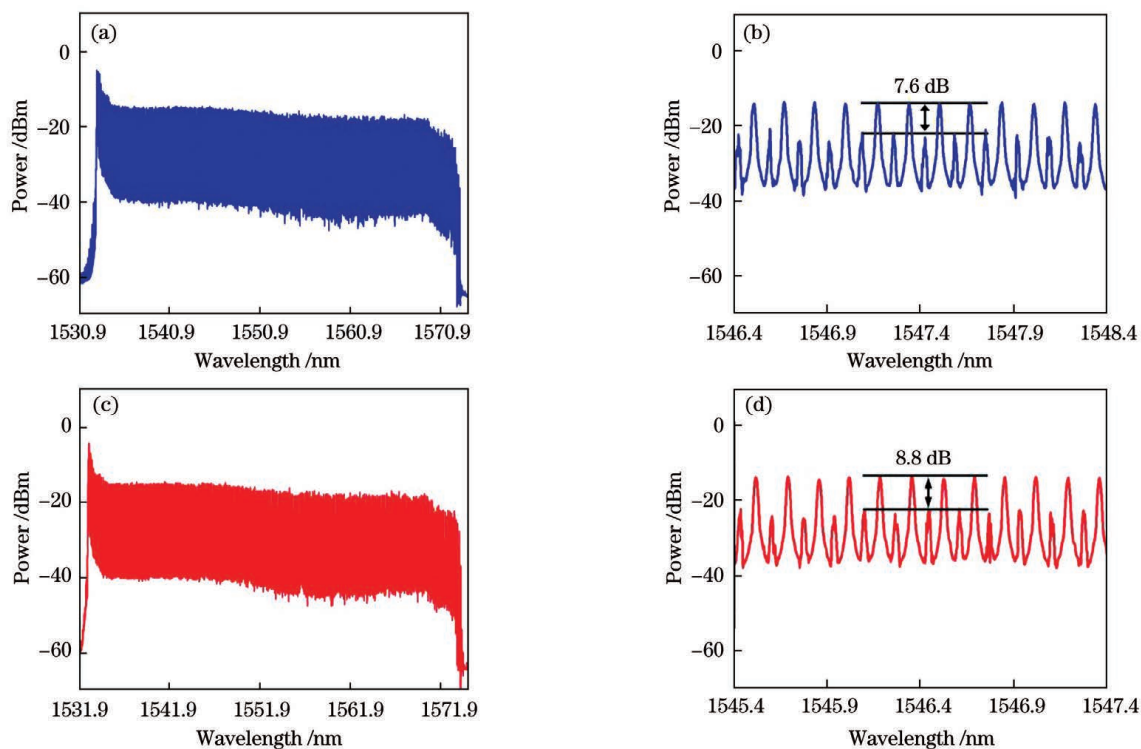 (a)
0
−20
−40
−60
Power /dBm
1530.9 1540.9 1550.9 1560.9 1570.9
Wavelength /nm
(b)
7.6 dB
0
−20
−40
−60
Power /dBm
1546.4 1546.9 1547.4 1547.9 1548.4
Wavelength /nm
(c)
0
−20
−40
−60
Power /dBm
1531.9 1541.9 1551.9 1561.9 1571.9
Wavelength /nm
(d)
8.8 dB
0
−20
−40
−60
Power /dBm
1545.4 1545.9 1546.4 1546.9 1547.4
Wavelength /nm